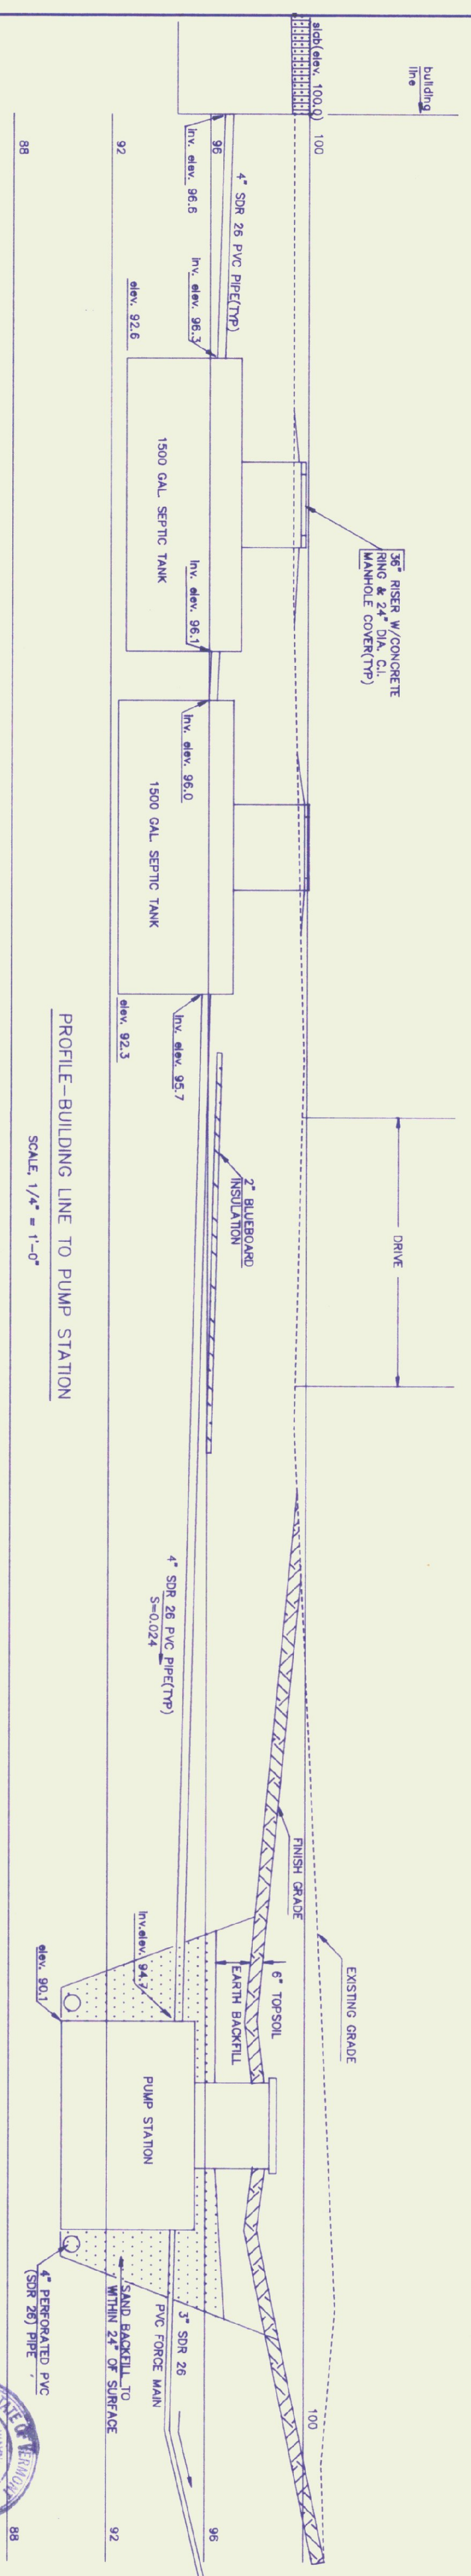 building
line
slab(elev. 100.0)
100
96
92
88
inv. elev. 96.6
4" SDR 26 PVC PIPE(TYP)
inv. elev. 96.3
elev. 92.6
1500 GAL. SEPTIC TANK
36" RISER W/CONCRETE
RING & 24" DIA. C.I.
MANHOLE COVER(TYP)
inv. elev. 96.1
inv. elev. 96.0
1500 GAL. SEPTIC TANK
inv. elev. 95.7
elev. 92.3
2" BLUEBOARD
INSULATION
DRIVE
4" SDR 26 PVC PIPE(TYP)
S=0.024
FINISH GRADE
EXISTING GRADE
6" TOPSOIL
EARTH BACKFILL
inv.elev. 94.7
elev. 90.1
PUMP STATION
3" SDR 26
PVC FORCE MAIN
SAND BACKFILL TO
WITHIN 24" OF SURFACE
4" PERFORATED PVC
(SDR 26) PIPE
100
96
92
88
PROFILE-BUILDING LINE TO PUMP STATION
SCALE, 1/4" = 1'-0"
STATE OF VERMONT